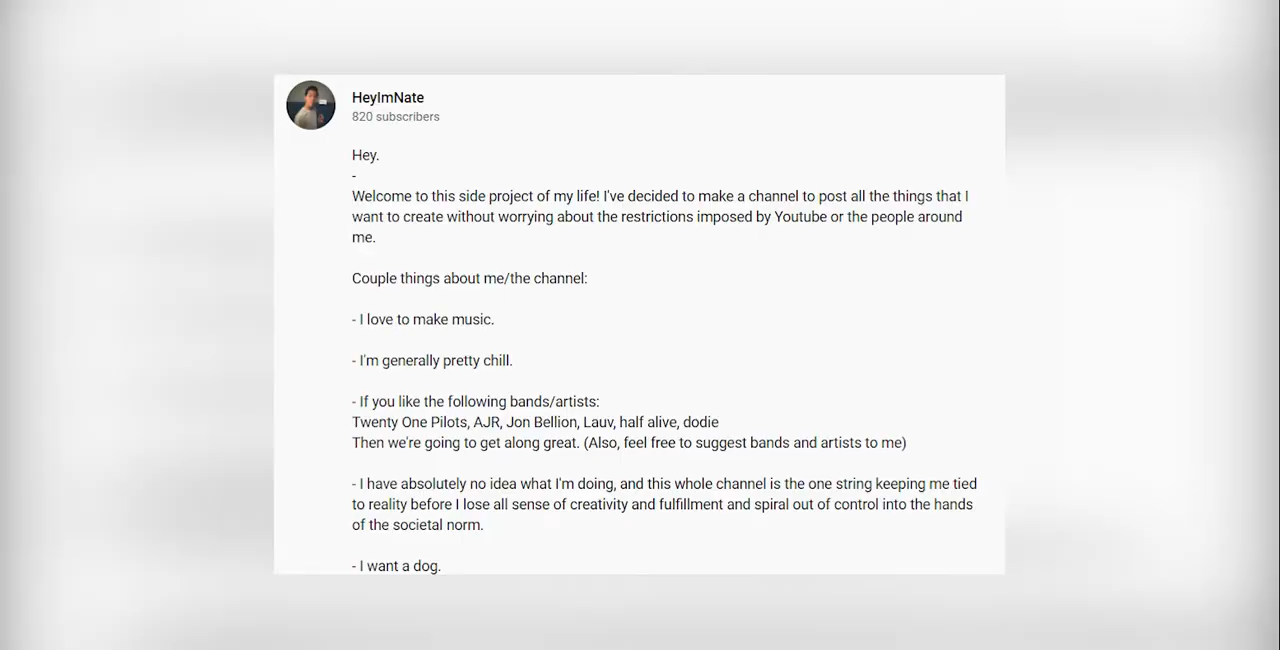 HeyImNate
820 subscribers
Hey.
-
Welcome to this side project of my life! I've decided to make a channel to post all the things that I
want to create without worrying about the restrictions imposed by Youtube or the people around
me.
Couple things about me/the channel:
- I love to make music.
- I'm generally pretty chill.
- If you like the following bands/artists:
Twenty One Pilots, AJR, Jon Bellion, Lauv, half alive, dodie
Then we're going to get along great. (Also, feel free to suggest bands and artists to me)
- I have absolutely no idea what I'm doing, and this whole channel is the one string keeping me tied
to reality before I lose all sense of creativity and fulfillment and spiral out of control into the hands
of the societal norm.
- I want a dog.